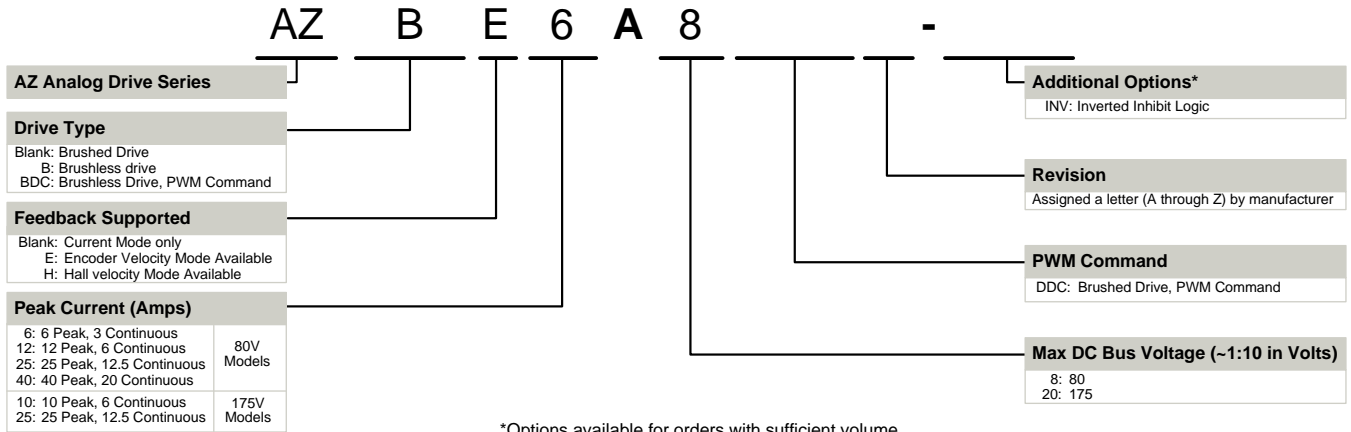 AZ B E 6 A 8 -
AZ Analog Drive Series
Drive Type
Blank: Brushed Drive
B: Brushless drive
BDC: Brushless Drive, PWM Command
Feedback Supported
Blank: Current Mode only
E: Encoder Velocity Mode Available
H: Hall velocity Mode Available
Peak Current (Amps)
6: 6 Peak, 3 Continuous
12: 12 Peak, 6 Continuous
25: 25 Peak, 12.5 Continuous
40: 40 Peak, 20 Continuous
80V
Models
10: 10 Peak, 6 Continuous
25: 25 Peak, 12.5 Continuous
175V
Models
Additional Options*
INV: Inverted Inhibit Logic
Revision
Assigned a letter (A through Z) by manufacturer
PWM Command
DDC: Brushed Drive, PWM Command
Max DC Bus Voltage (~1:10 in Volts)
8: 80
20: 175
*Options available for orders with sufficient volume